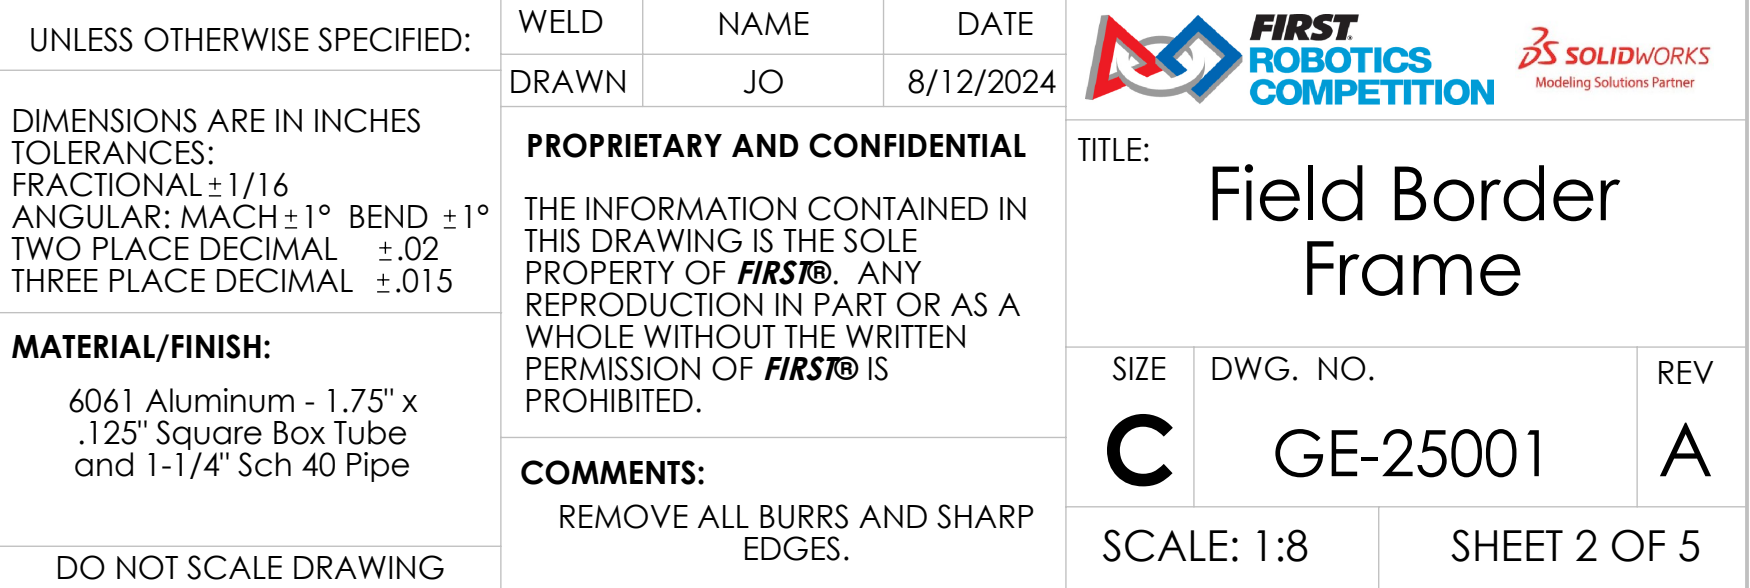 UNLESS OTHERWISE SPECIFIED:
DIMENSIONS ARE IN INCHES
TOLERANCES:
FRACTIONAL ±1/16
ANGULAR: MACH ±1° BEND ±1°
TWO PLACE DECIMAL ±.02
THREE PLACE DECIMAL ±.015
MATERIAL/FINISH:
6061 Aluminum - 1.75" x
.125" Square Box Tube
and 1-1/4" Sch 40 Pipe
DO NOT SCALE DRAWING
WELD NAME DATE
DRAWN JO 8/12/2024
PROPRIETARY AND CONFIDENTIAL
THE INFORMATION CONTAINED IN
THIS DRAWING IS THE SOLE
PROPERTY OF FIRST®. ANY
REPRODUCTION IN PART OR AS A
WHOLE WITHOUT THE WRITTEN
PERMISSION OF FIRST® IS
PROHIBITED.
COMMENTS:
REMOVE ALL BURRS AND SHARP
EDGES.
FIRST®
ROBOTICS
COMPETITION
3S SOLIDWORKS
Modeling Solutions Partner
TITLE:
Field Border
Frame
SIZE DWG. NO. REV
C GE-25001 A
SCALE: 1:8 SHEET 2 OF 5